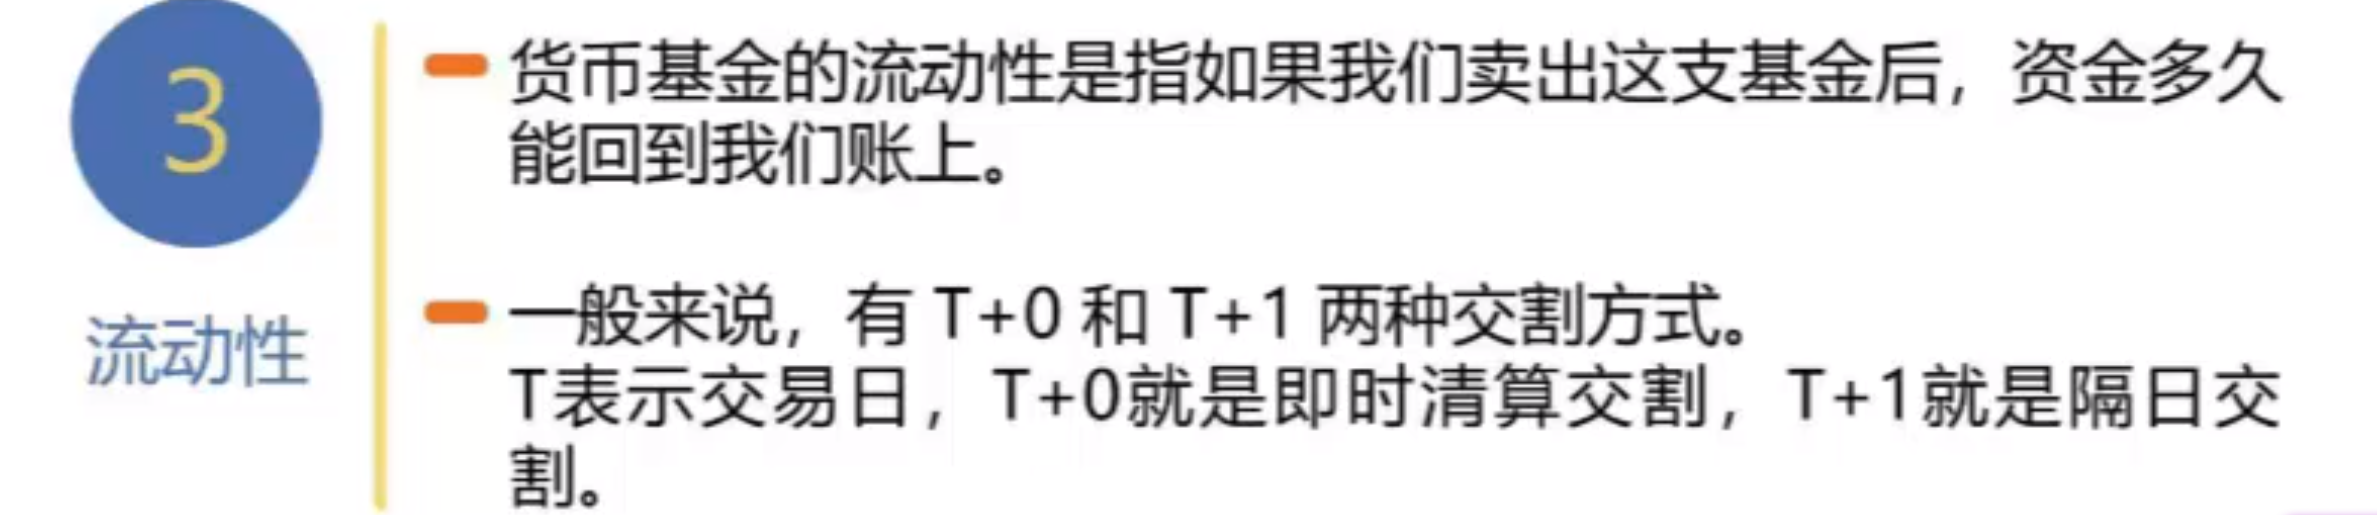 3
流动性
货币基金的流动性是指如果我们卖出这支基金后，资金多久
能回到我们账上。
一般来说，有 T+0 和 T+1 两种交割方式。
T表示交易日，T+0就是即时清算交割，T+1就是隔日交
割。